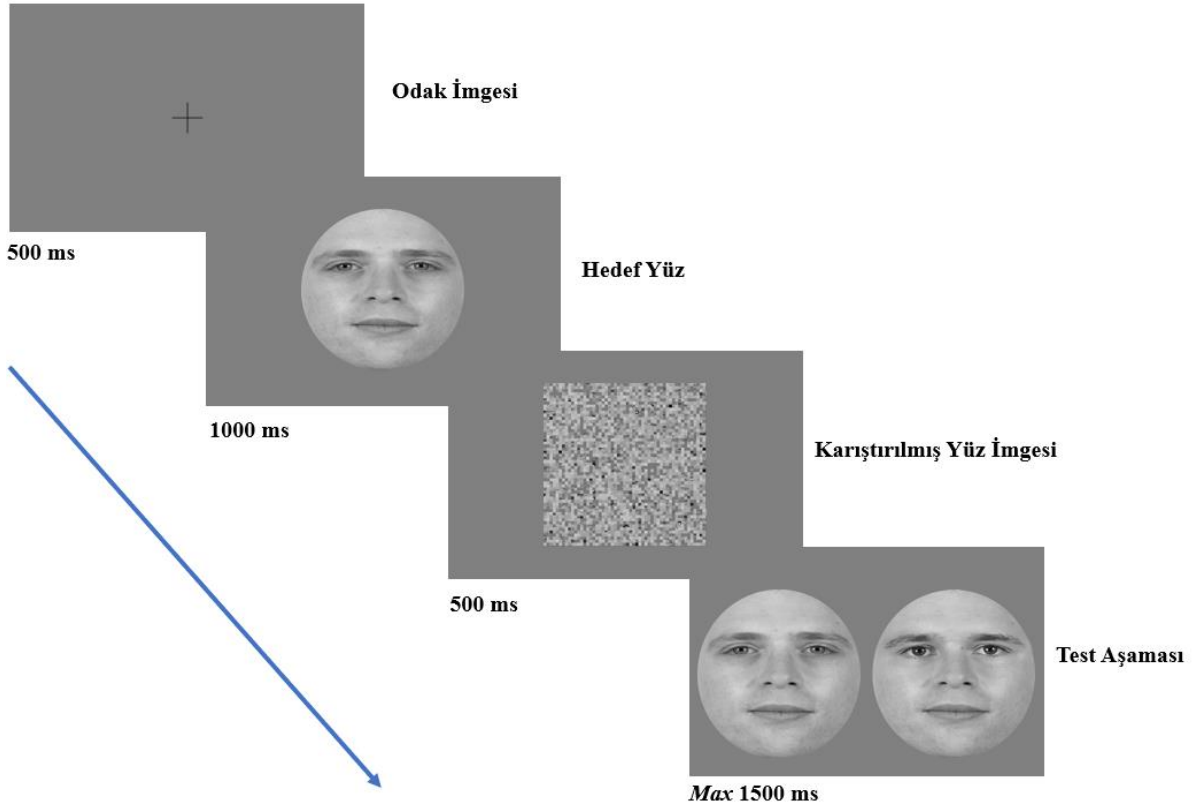 Odak İmgesi
500 ms
Hedef Yüz
1000 ms
Karıştırılmış Yüz İmgesi
500 ms
Test Aşaması
Max 1500 ms